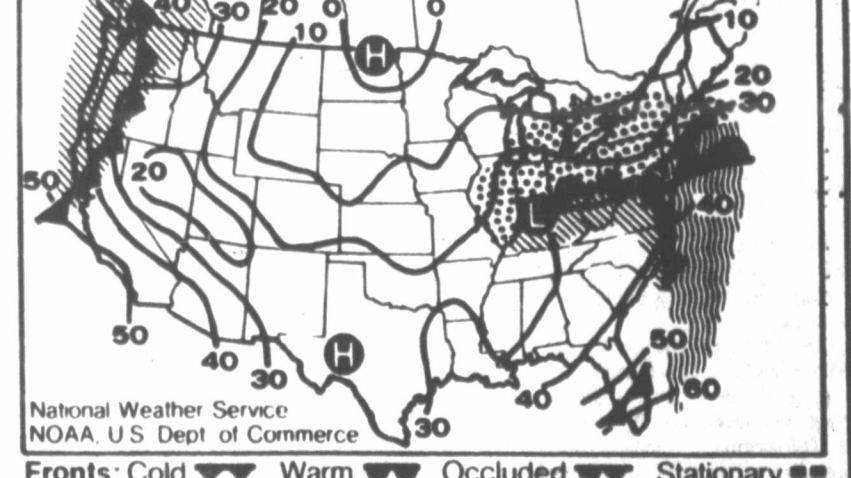 40 30 20 0 0 10
10
20
30
50 20
40
50
40
30
50
60
40
30
H
H
L
National Weather Service
NOAA, U S Dept of Commerce
Fronts: Cold Warm Occluded Stationary